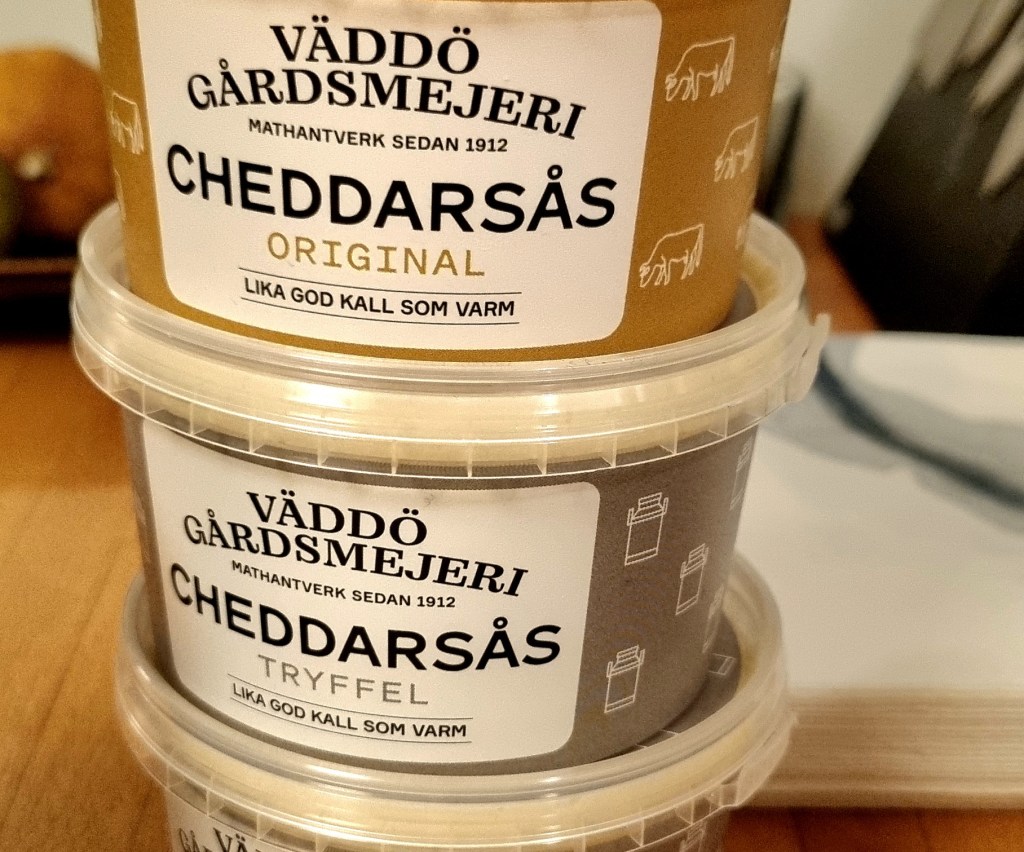 VÄDDÖ
GÅRDSMEJERI
MATHANTVERK SEDAN 1912
CHEDDARSÅS
ORIGINAL
LIKA GOD KALL SOM VARM
VÄDDÖ
GÅRDSMEJERI
MATHANTVERK SEDAN 1912
CHEDDARSÅS
TRYFFEL
LIKA GOD KALL SOM VARM
VÄDDÖ